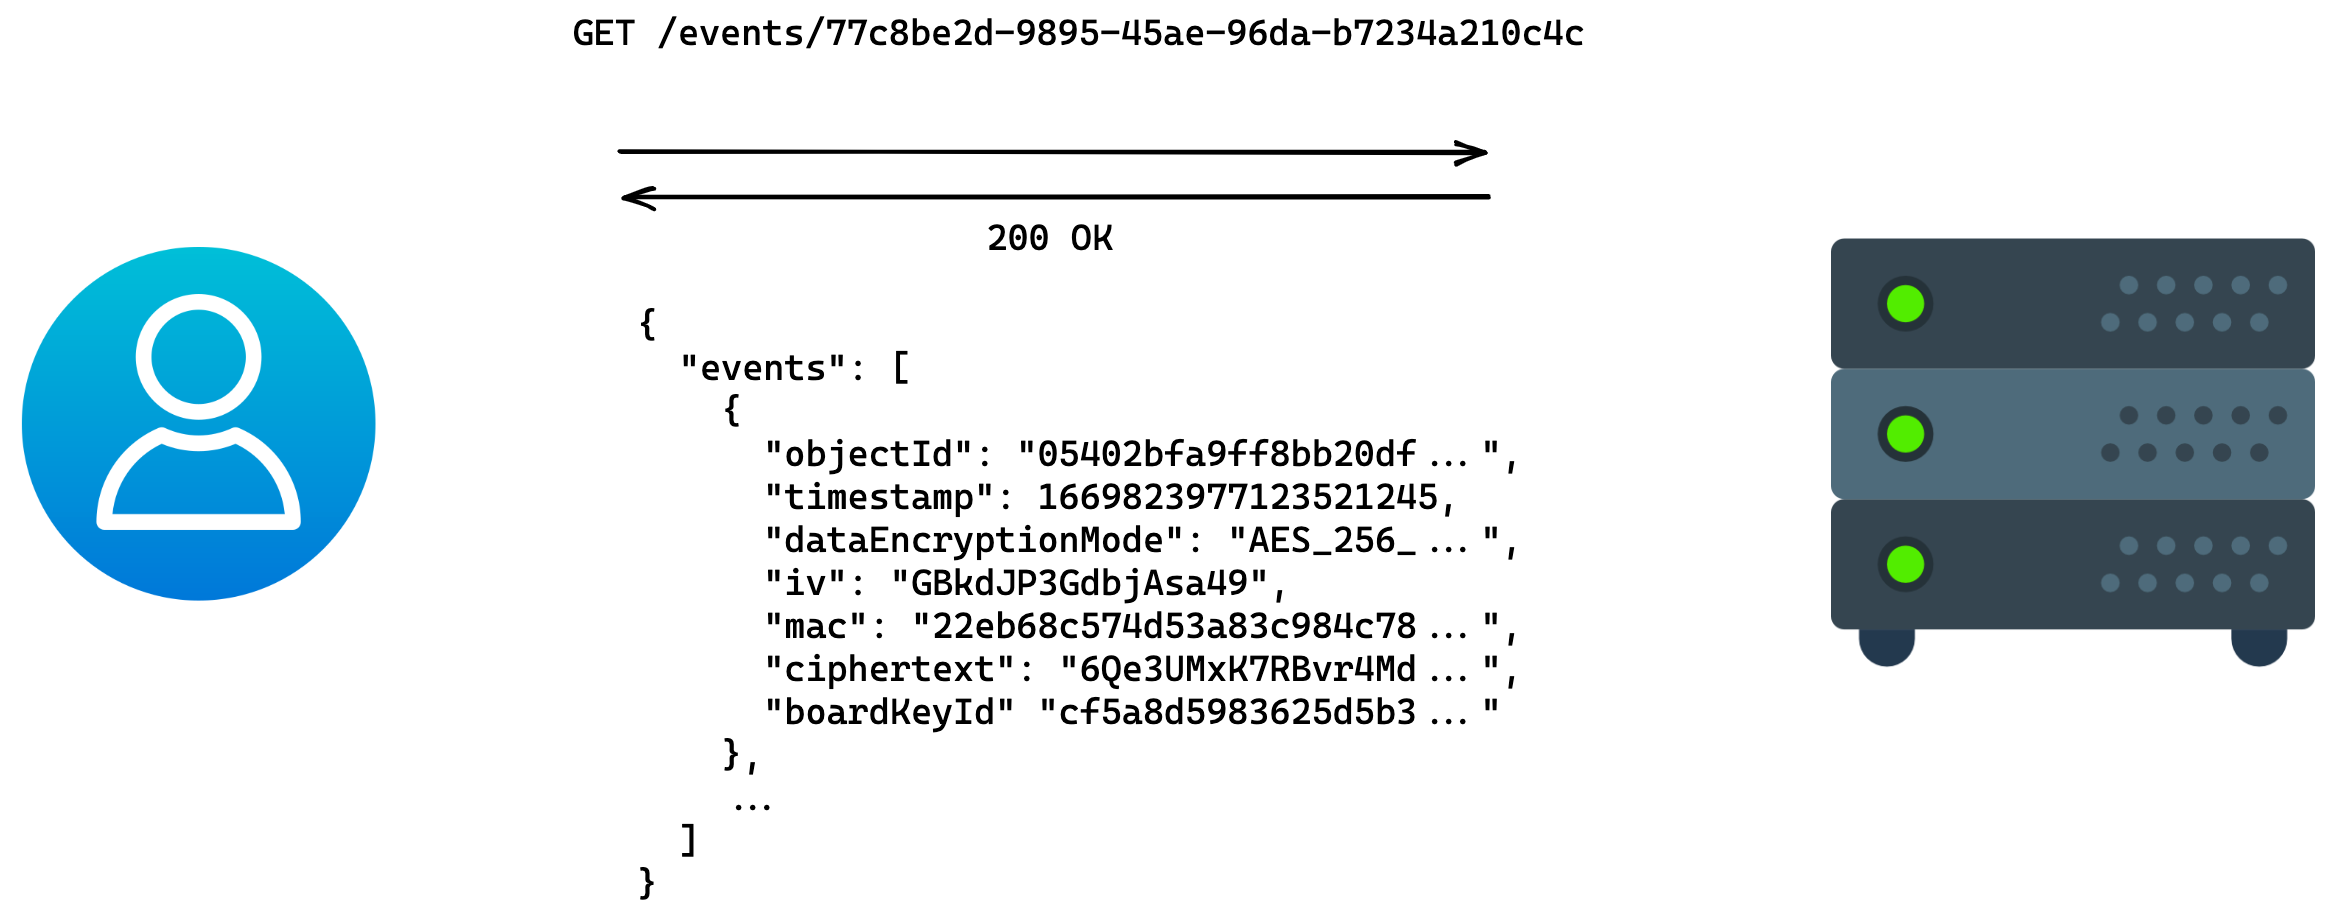 GET /events/77c8be2d-9895-45ae-96da-b7234a210c4c
200 OK
{
"events": [
{
"objectId": "05402bfa9ff8bb20df...",
"timestamp": 1669823977123521245,
"dataEncryptionMode": "AES_256_...",
"iv": "GBkdJP3GdbjAsa49",
"mac": "22eb68c574d53a83c984c78...",
"ciphertext": "6Qe3UMxK7RBvr4Md...",
"boardKeyId" "cf5a8d5983625d5b3..."
},
...
]
}